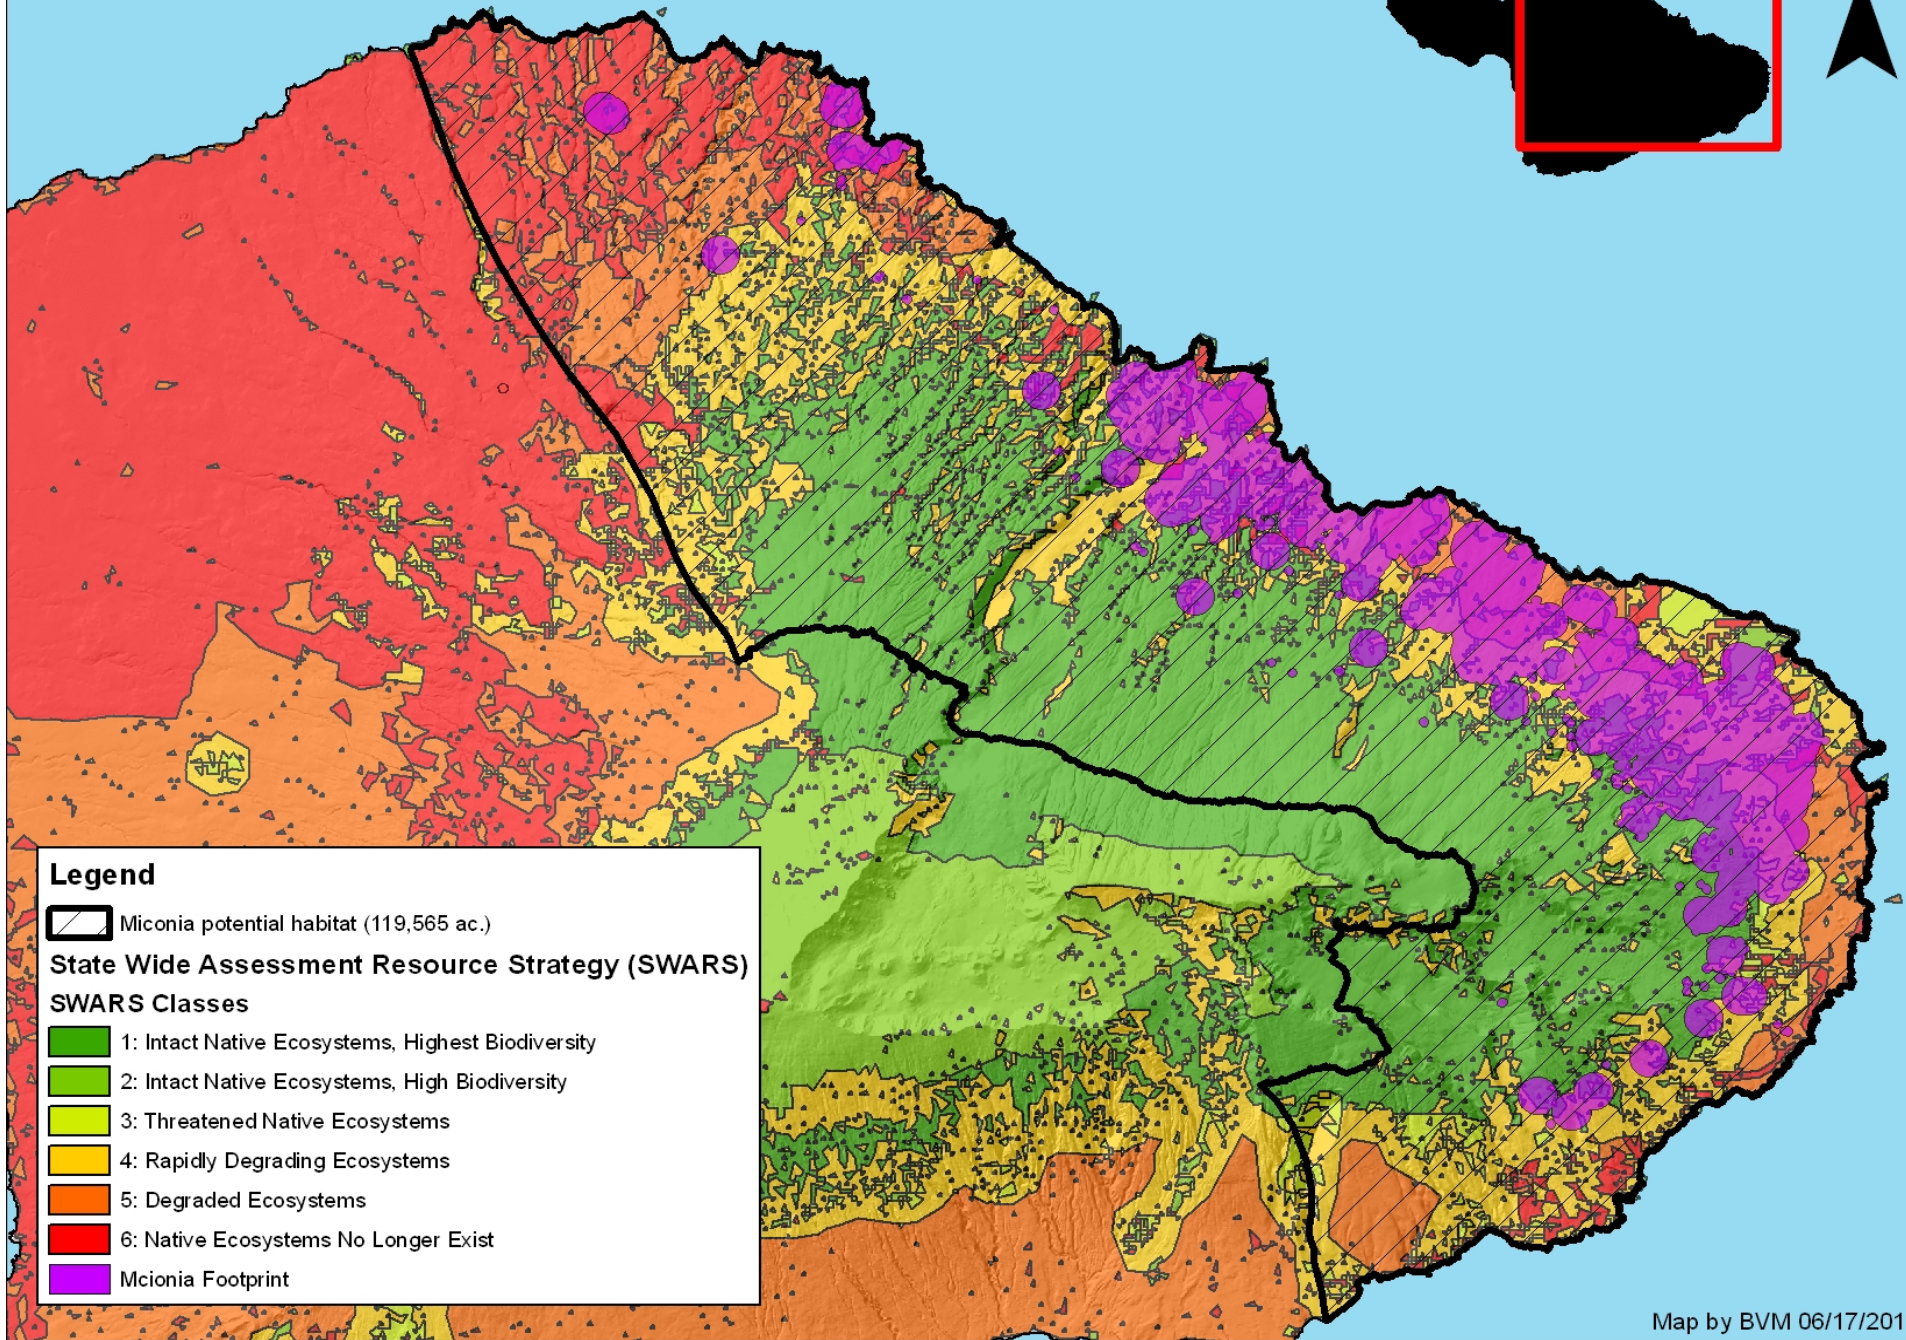 Legend
Miconia potential habitat (119,565 ac.)
State Wide Assessment Resource Strategy (SWARS)
SWARS Classes
1: Intact Native Ecosystems, Highest Biodiversity
2: Intact Native Ecosystems, High Biodiversity
3: Threatened Native Ecosystems
4: Rapidly Degrading Ecosystems
5: Degraded Ecosystems
6: Native Ecosystems No Longer Exist
Mcionia Footprint
Map by BVM 06/17/201